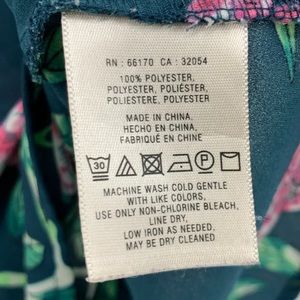 RN : 66170 CA : 32054
100% POLYESTER,
POLYESTER, POLIÉSTER,
POLIESTERE, POLYESTER
MADE IN CHINA.
HECHO EN CHINA.
FABRIQUÉ EN CHINE
30 P
MACHINE WASH COLD GENTLE
WITH LIKE COLORS,
USE ONLY NON-CHLORINE BLEACH,
LINE DRY,
LOW IRON AS NEEDED.
MAY BE DRY CLEANED